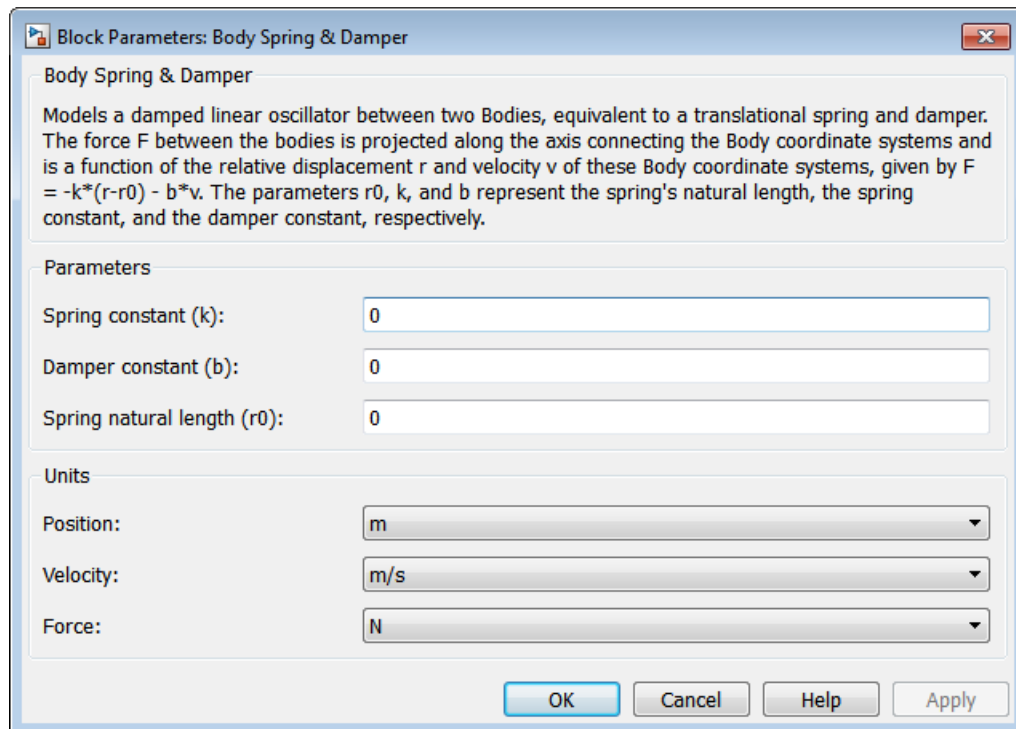 Block Parameters: Body Spring & Damper
Body Spring & Damper
Models a damped linear oscillator between two Bodies, equivalent to a translational spring and damper.
The force F between the bodies is projected along the axis connecting the Body coordinate systems and
is a function of the relative displacement r and velocity v of these Body coordinate systems, given by F
= -k*(r-r0) - b*v. The parameters r0, k, and b represent the spring's natural length, the spring
constant, and the damper constant, respectively.
Parameters
Spring constant (k): 0
Damper constant (b): 0
Spring natural length (r0): 0
Units
Position: m
Velocity: m/s
Force: N
OK Cancel Help Apply